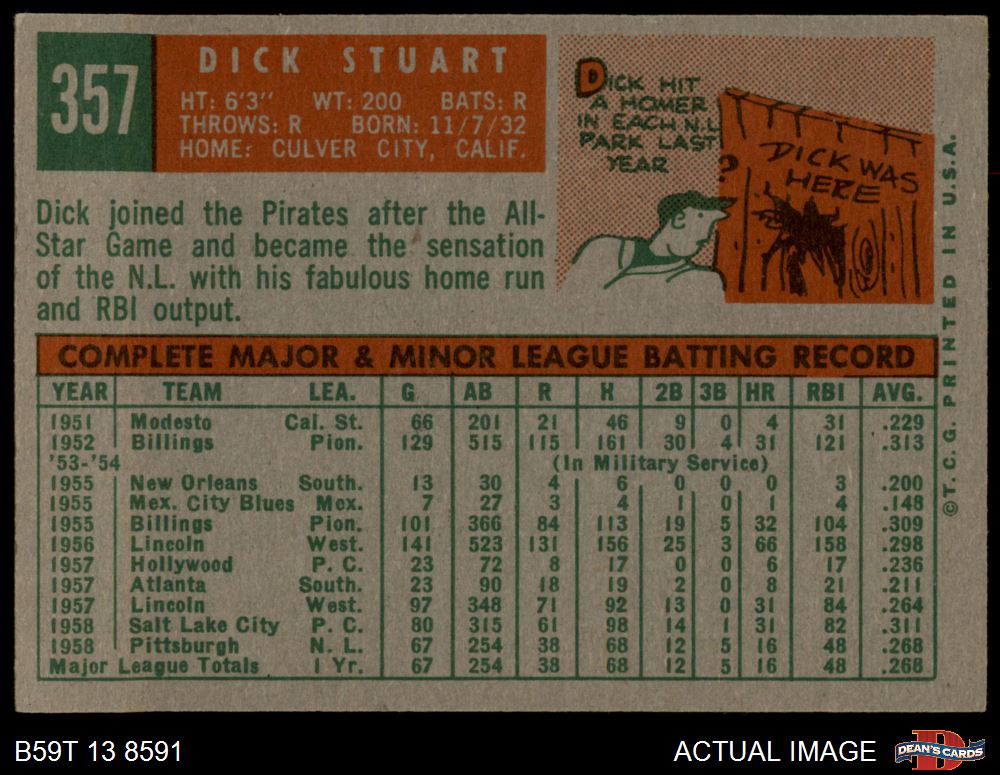 357
DICK STUART
HT: 6'3" WT: 200 BATS: R
THROWS: R BORN: 11/7/32
HOME: CULVER CITY, CALIF.
DICK HIT
A HOMER
IN EACH N.L.
PARK LAST
YEAR
?
DICK WAS
HERE
Dick joined the Pirates after the All-
Star Game and became the sensation
of the N.L. with his fabulous home run
and RBI output.
COMPLETE MAJOR & MINOR LEAGUE BATTING RECORD
YEAR TEAM LEA. G AB R H 2B 3B HR RBI AVG.
1951 Modesto Cal. St. 66 201 21 46 9 0 4 31 .229
1952 Billings Pion. 129 515 115 161 30 4 31 121 .313
'53-'54 (In Military Service)
1955 New Orleans South. 13 30 4 6 0 0 0 3 .200
1955 Mex. City Blues Mex. 7 27 3 4 1 0 1 4 .148
1955 Billings Pion. 101 366 84 113 19 5 32 104 .309
1956 Lincoln West. 141 523 131 156 25 3 66 158 .298
1957 Hollywood P. C. 23 72 8 17 0 0 6 17 .236
1957 Atlanta South. 23 90 18 19 2 0 8 21 .211
1957 Lincoln West. 97 348 71 92 13 0 31 84 .264
1958 Salt Lake City P. C. 80 315 61 98 14 1 31 82 .311
1958 Pittsburgh N. L. 67 254 38 68 12 5 16 48 .268
Major League Totals 1 Yr. 67 254 38 68 12 5 16 48 .268
©T.C.G. PRINTED IN U.S.A.
B59T 13 8591
ACTUAL IMAGE
DEAN'S CARDS